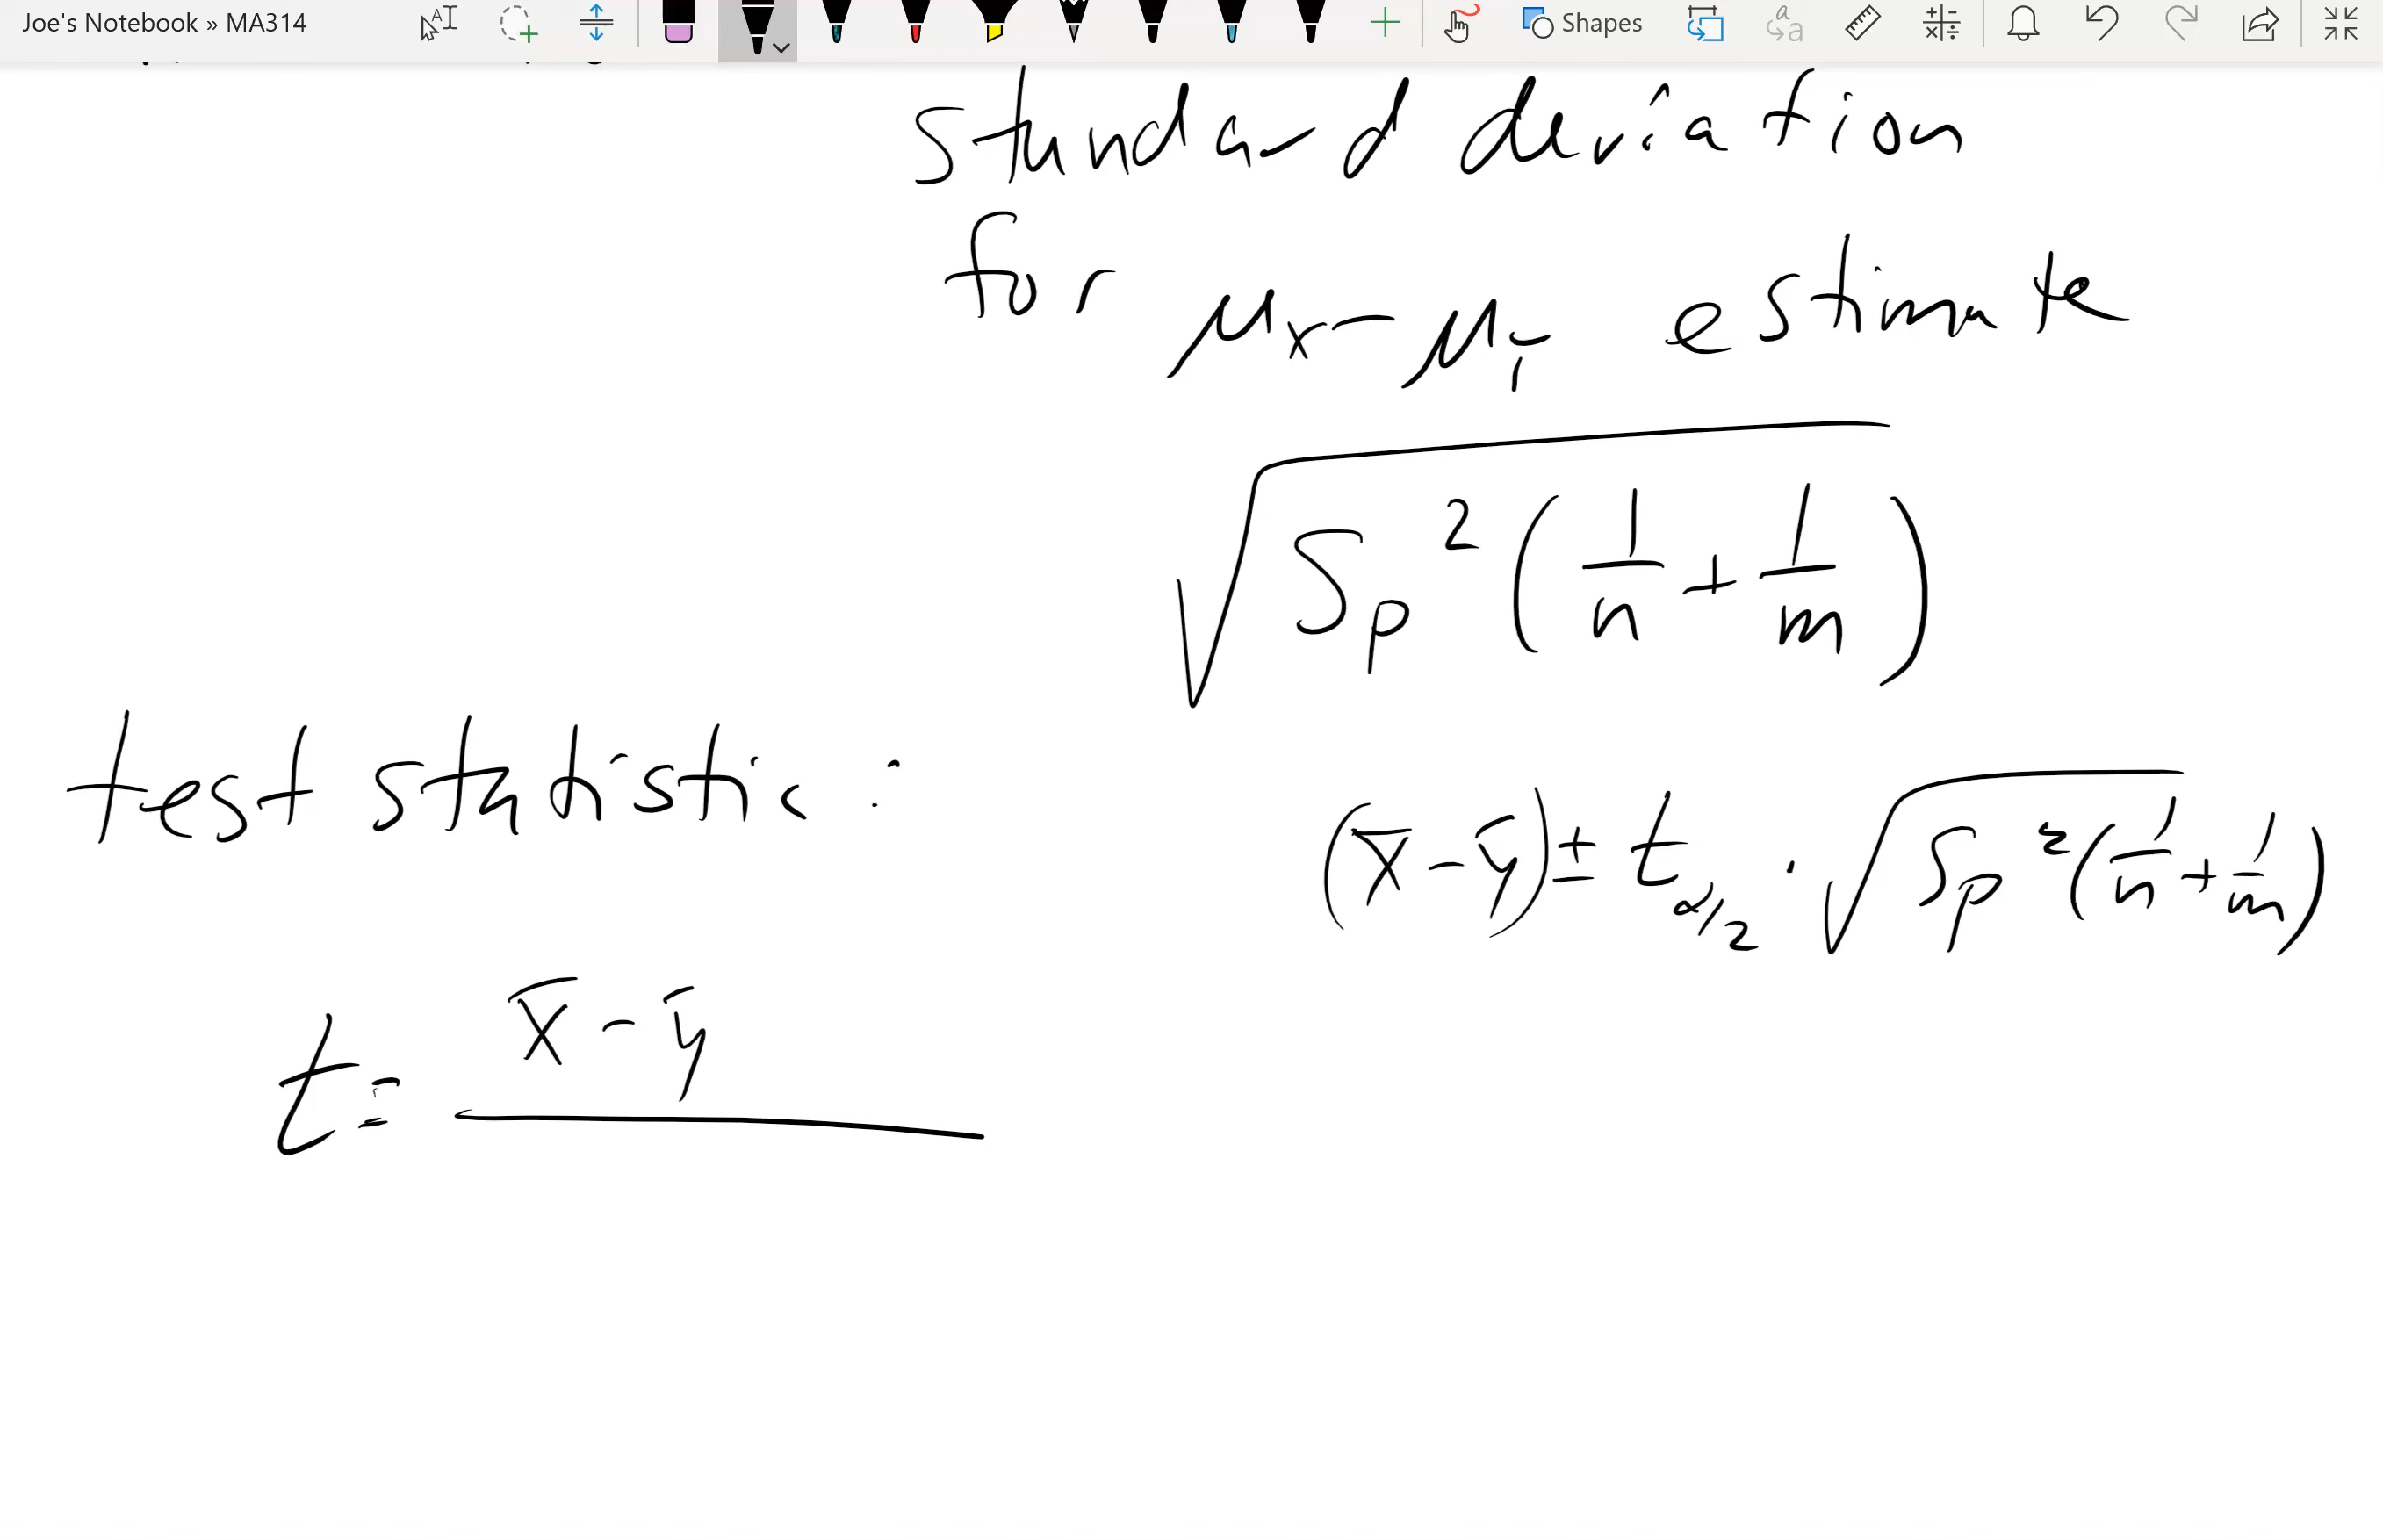 Joe's Notebook » MA314
Shapes
standard deviation
for μx - μY estimate
√(Sp²(1/n + 1/m))
test statistic :
(x̄ - ȳ) ± tα/2 · √(Sp²(1/n + 1/m))
t = x̄ - ȳ